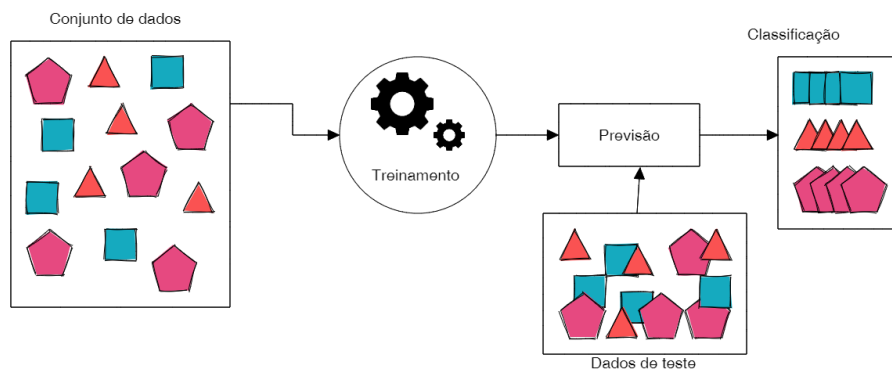 Conjunto de dados
Classificação
Treinamento
Previsão
Dados de teste